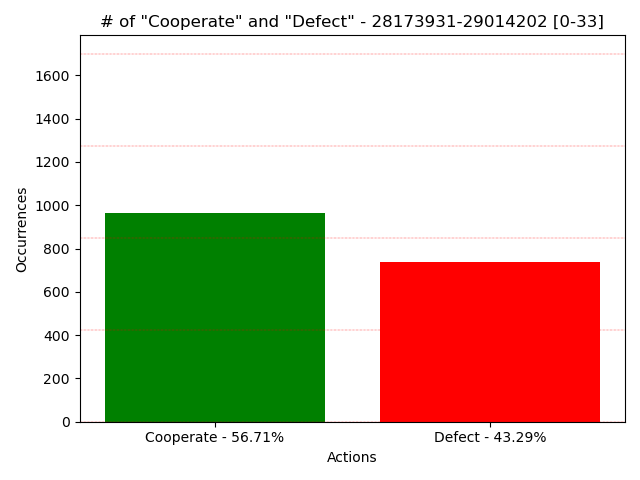 # of "Cooperate" and "Defect" - 28173931-29014202 [0-33]
1600
1400
1200
1000
800
600
400
200
0
Occurrences
Cooperate - 56.71%
Defect - 43.29%
Actions